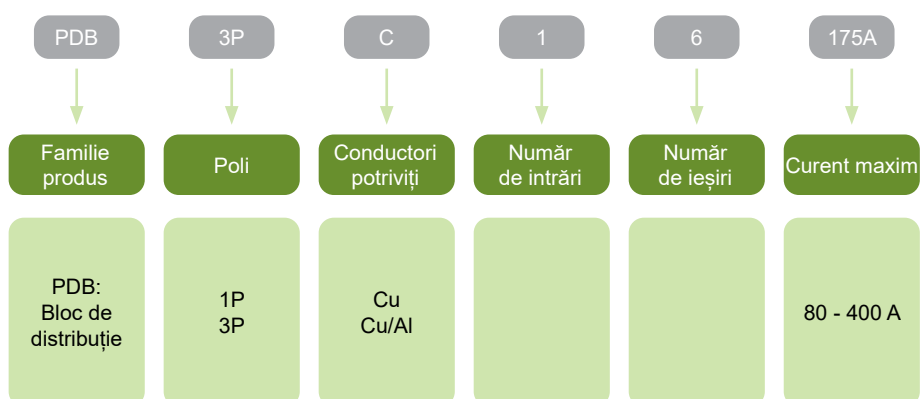 PDB 3P C 1 6 175A
Familie
produs
Poli
Conductori
potriviți
Număr
de intrări
Număr
de ieșiri
Curent maxim
PDB:
Bloc de
distribuție
1P
3P
Cu
Cu/Al
80 - 400 A